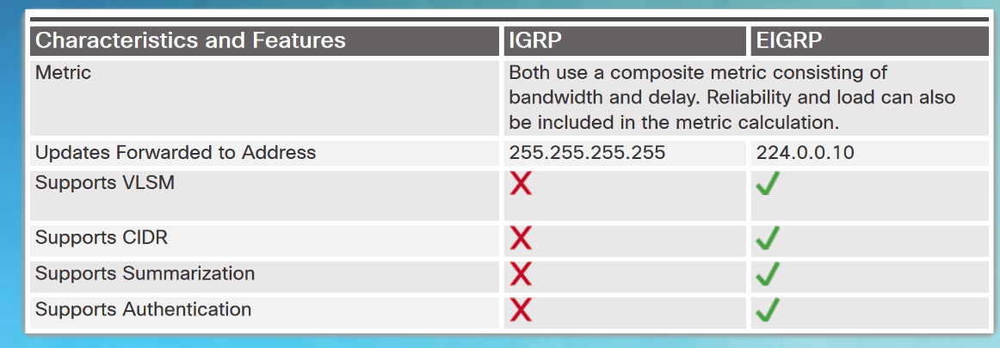 Characteristics and Features IGRP EIGRP
Metric Both use a composite metric consisting of
bandwidth and delay. Reliability and load can also
be included in the metric calculation.
Updates Forwarded to Address 255.255.255.255 224.0.0.10
Supports VLSM
Supports CIDR
Supports Summarization
Supports Authentication